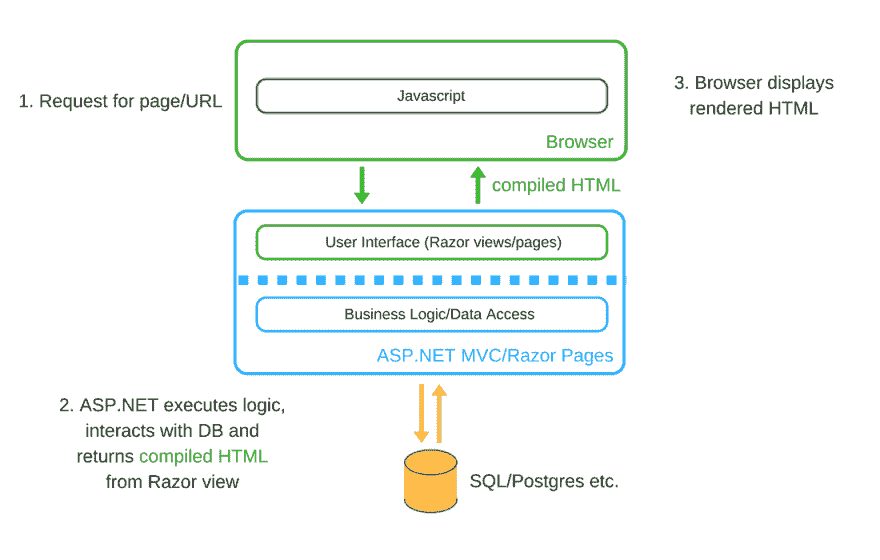 1. Request for page/URL
Javascript
Browser
3. Browser displays
rendered HTML
compiled HTML
User Interface (Razor views/pages)
Business Logic/Data Access
ASP.NET MVC/Razor Pages
2. ASP.NET executes logic,
interacts with DB and
returns compiled HTML
from Razor view
SQL/Postgres etc.